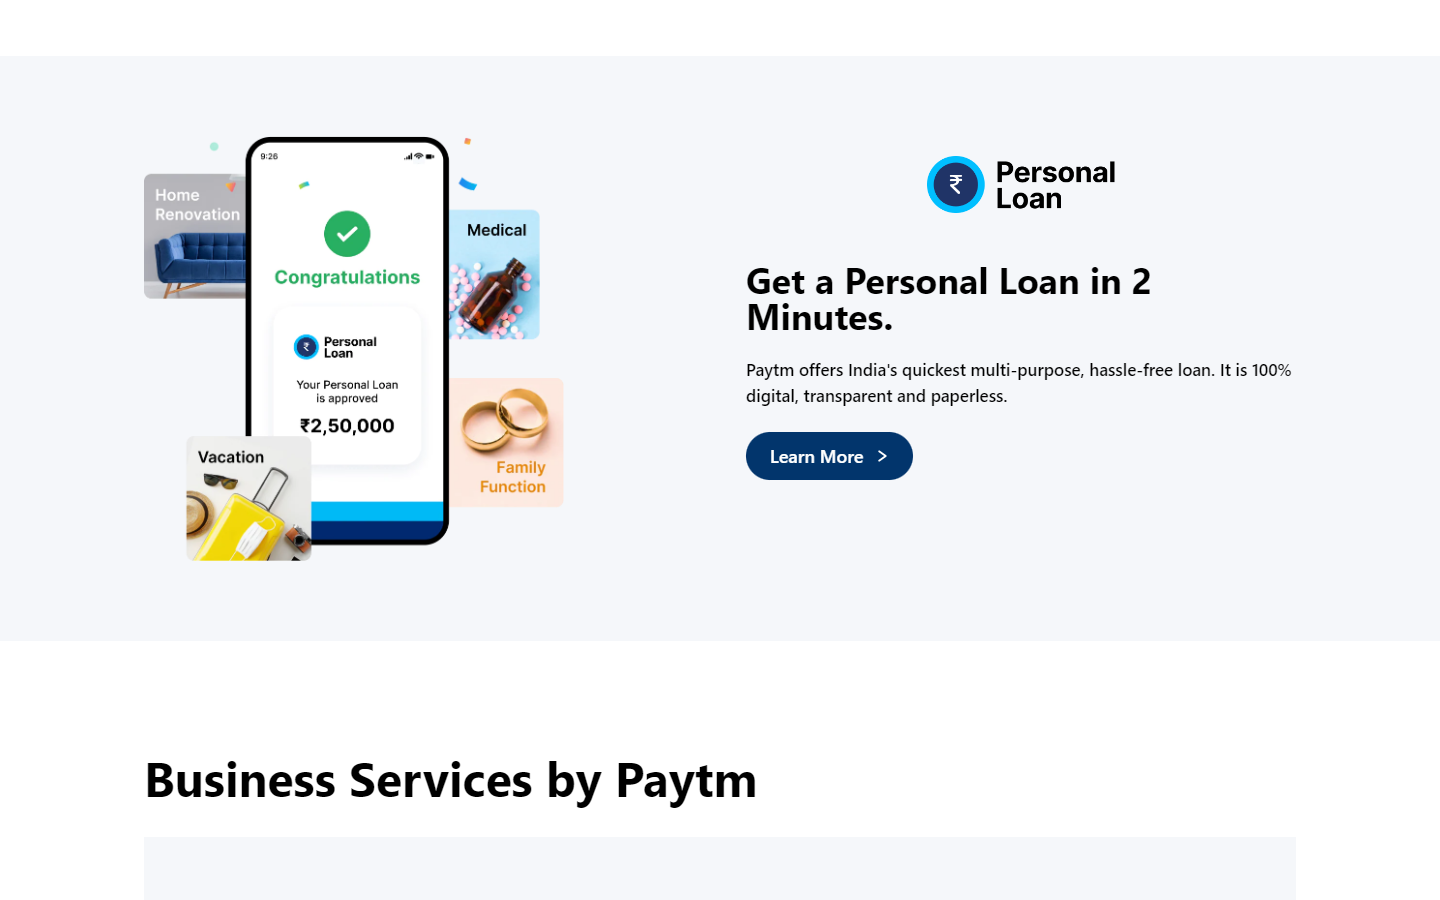 9:26
Home
Renovation
Congratulations
Personal
Loan
Your Personal Loan
is approved
₹2,50,000
Medical
Family
Function
Vacation
₹
Personal
Loan
Get a Personal Loan in 2
Minutes.
Paytm offers India's quickest multi-purpose, hassle-free loan. It is 100%
digital, transparent and paperless.
Learn More >
Business Services by Paytm